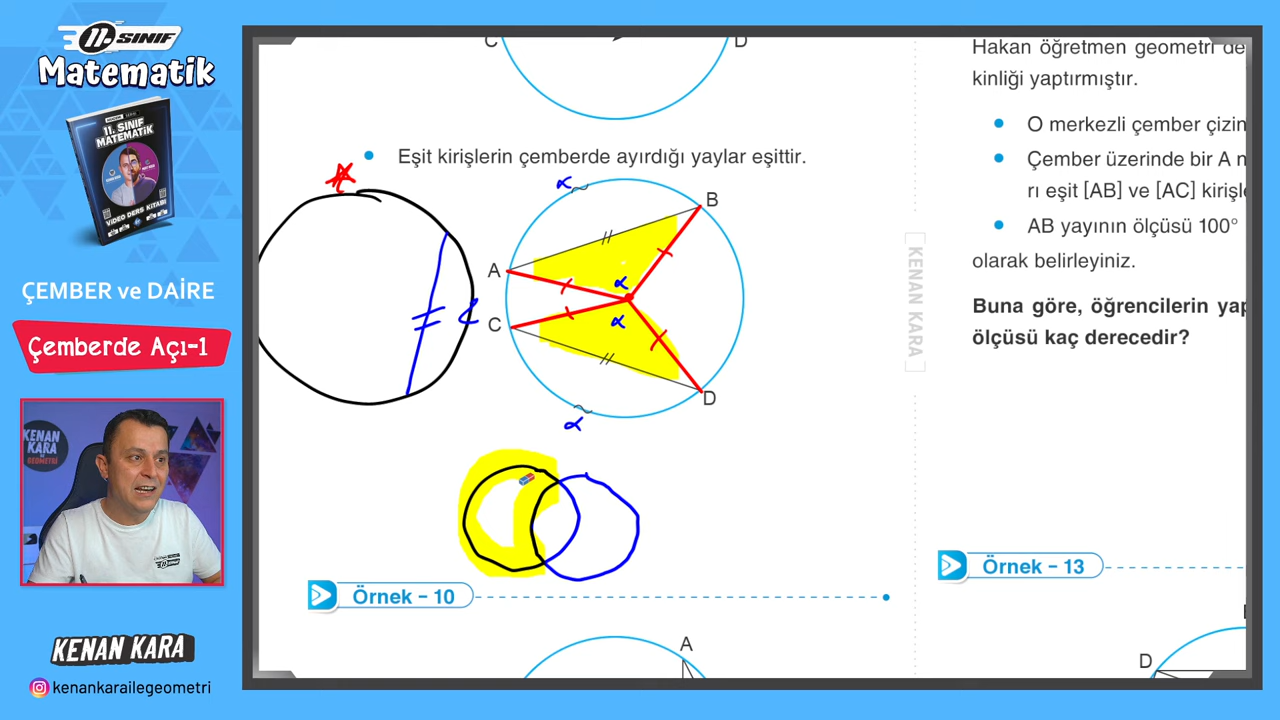 11. SINIF
Matematik
11. SINIF
MATEMATİK
VİDEO DERS KİTABI
ÇEMBER ve DAİRE
Çemberde Açı-1
KENAN
KARA
ile
GEOMETRİ
11. SINIF
KENAN KARA
kenankarailegeometri
C
D
Eşit kirişlerin çemberde ayırdığı yaylar eşittir.
α
B
A
α
α
C
D
α
Örnek – 10
A
KENAN KARA
Hakan öğretmen geometri de
kinliği yaptırmıştır.
O merkezli çember çizin
Çember üzerinde bir A n
rı eşit [AB] ve [AC] kirişle
AB yayının ölçüsü 100°
olarak belirleyiniz.
Buna göre, öğrencilerin yap
ölçüsü kaç derecedir?
Örnek – 13
D